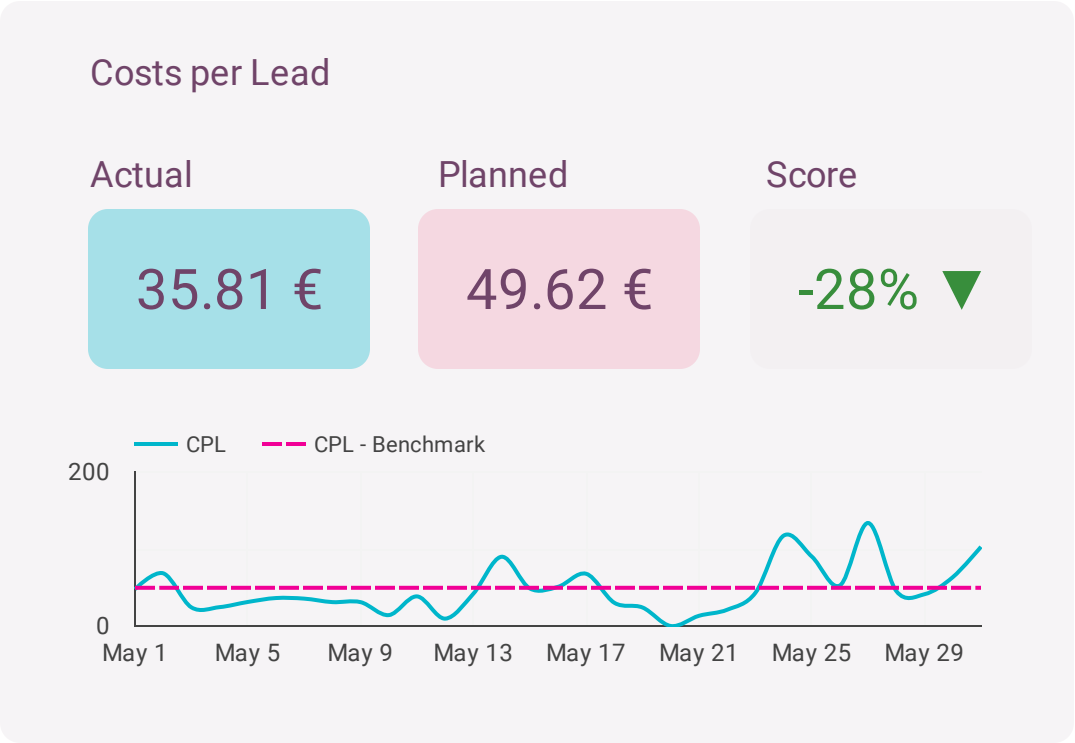 Costs per Lead
Actual Planned Score
35.81 € 49.62 € -28% ▼
CPL CPL - Benchmark
200
0
May 1 May 5 May 9 May 13 May 17 May 21 May 25 May 29